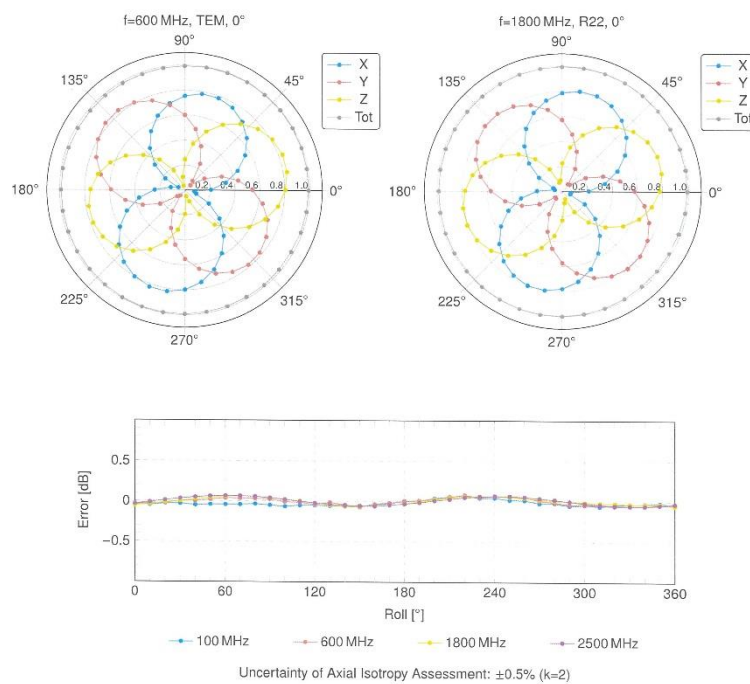 f=600 MHz, TEM, 0°
90°
135°
45°
180°
0°
225°
315°
270°
0.2 0.4 0.6 0.8 1.0
X
Y
Z
Tot
f=1800 MHz, R22, 0°
90°
135°
45°
180°
0°
225°
315°
270°
0.2 0.4 0.6 0.8 1.0
X
Y
Z
Tot
Error [dB]
0.5
0
−0.5
0 60 120 180 240 300 360
Roll [°]
100 MHz 600 MHz 1800 MHz 2500 MHz
Uncertainty of Axial Isotropy Assessment: ±0.5% (k=2)